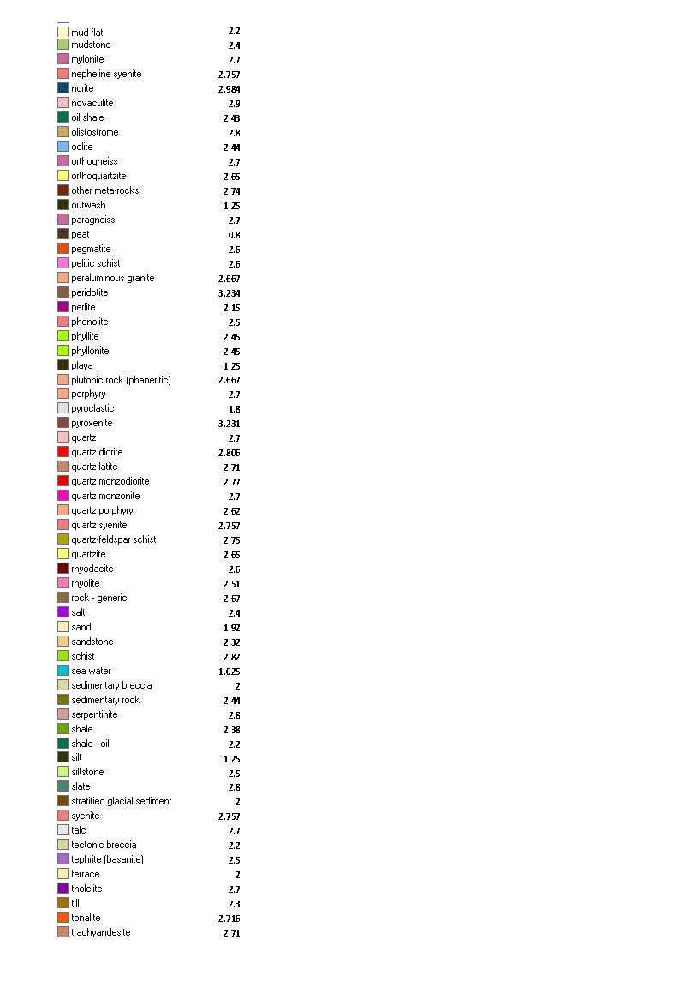 mud flat 2.2
mudstone 2.4
mylonite 2.7
nepheline syenite 2.757
norite 2.984
novaculite 2.9
oil shale 2.43
olistostrome 2.8
oolite 2.44
orthogneiss 2.7
orthoquartzite 2.65
other meta-rocks 2.74
outwash 1.25
paragneiss 2.7
peat 0.8
pegmatite 2.6
pelitic schist 2.6
peraluminous granite 2.667
peridotite 3.234
perlite 2.15
phonolite 2.5
phyllite 2.45
phyllonite 2.45
playa 1.25
plutonic rock (phaneritic) 2.667
porphyry 2.7
pyroclastic 1.8
pyroxenite 3.231
quartz 2.7
quartz diorite 2.806
quartz latite 2.71
quartz monzodiorite 2.77
quartz monzonite 2.7
quartz porphyry 2.62
quartz syenite 2.757
quartz-feldspar schist 2.75
quartzite 2.65
rhyodacite 2.6
rhyolite 2.51
rock - generic 2.67
salt 2.4
sand 1.92
sandstone 2.32
schist 2.82
sea water 1.025
sedimentary breccia 2
sedimentary rock 2.44
serpentinite 2.8
shale 2.38
shale - oil 2.2
silt 1.25
siltstone 2.5
slate 2.8
stratified glacial sediment 2
syenite 2.757
talc 2.7
tectonic breccia 2.2
tephrite (basanite) 2.5
terrace 2
tholeiite 2.7
till 2.3
tonalite 2.716
trachyandesite 2.71